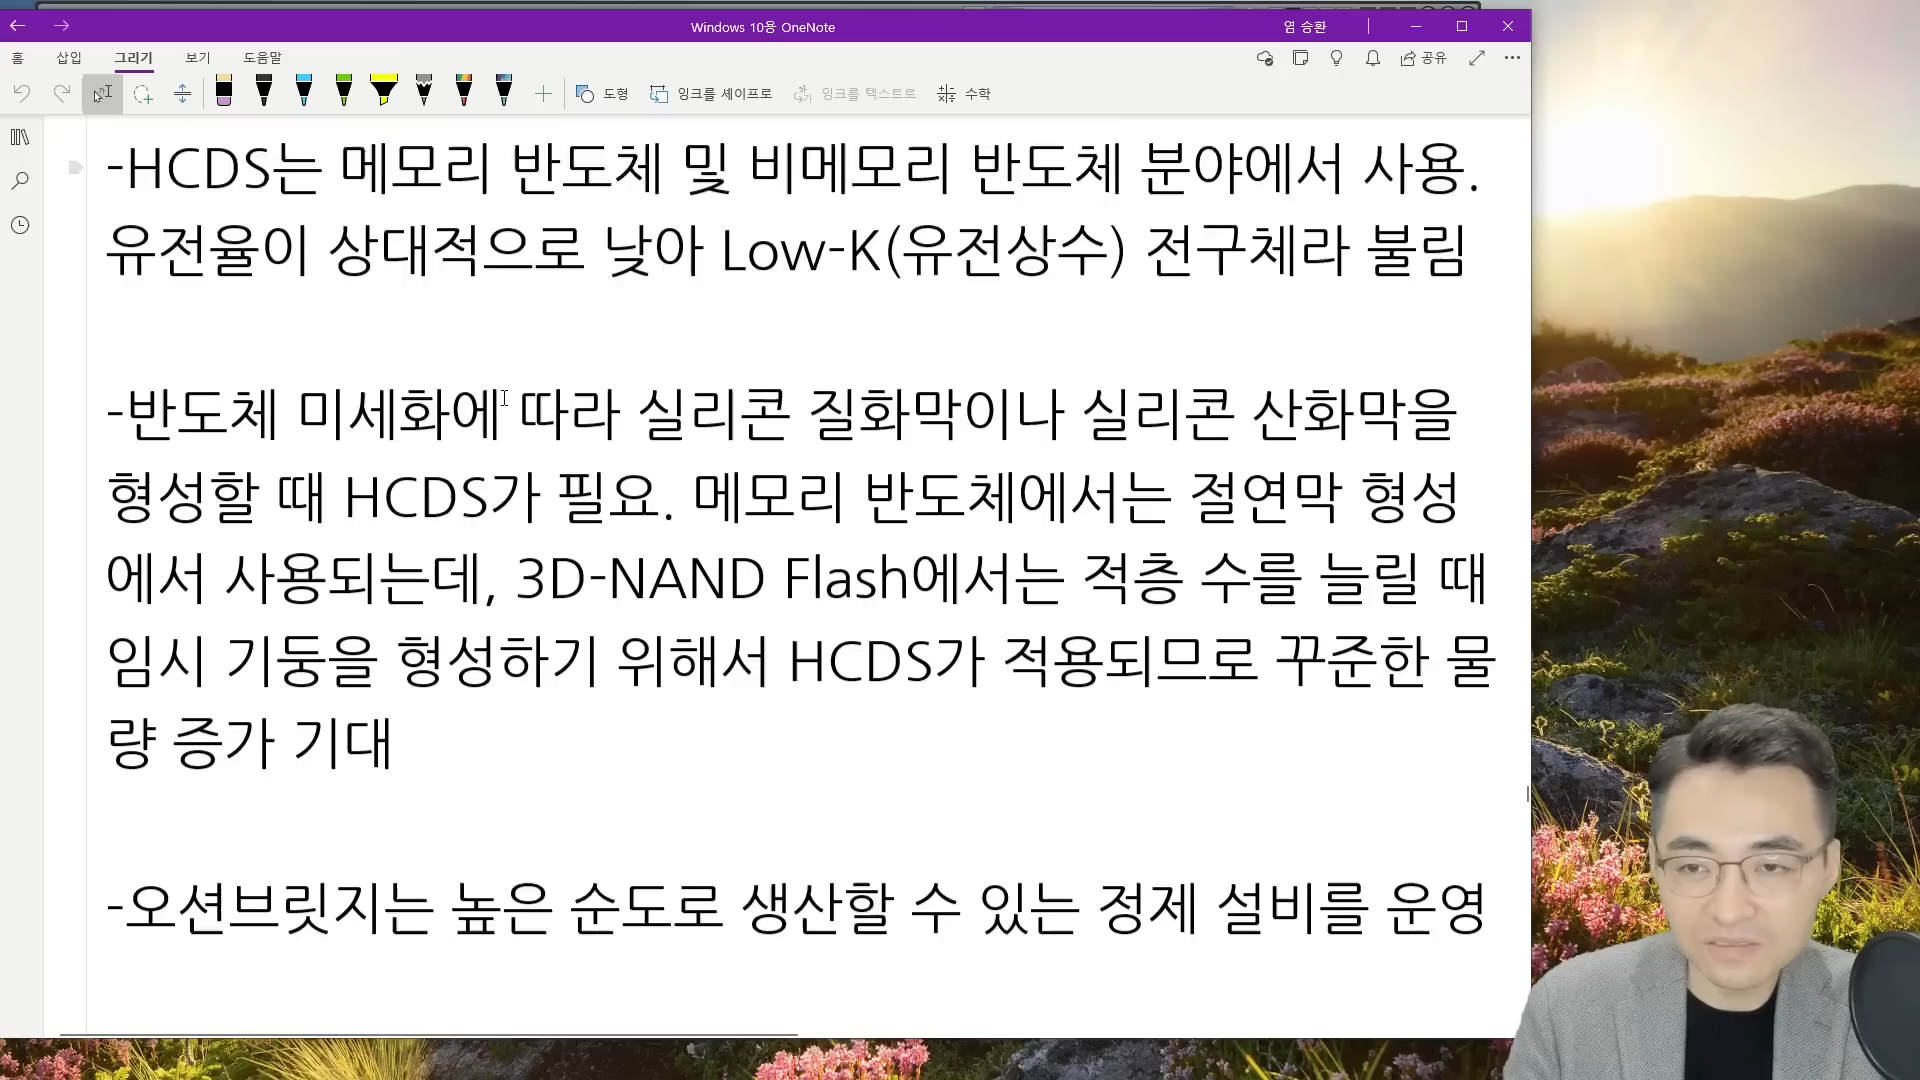 Windows 10용 OneNote
염 승환
홈 삽입 그리기 보기 도움말
공유
도형 잉크를 셰이프로 잉크를 텍스트로 수학
-HCDS는 메모리 반도체 및 비메모리 반도체 분야에서 사용.
유전율이 상대적으로 낮아 Low-K(유전상수) 전구체라 불림
-반도체 미세화에 따라 실리콘 질화막이나 실리콘 산화막을
형성할 때 HCDS가 필요. 메모리 반도체에서는 절연막 형성
에서 사용되는데, 3D-NAND Flash에서는 적층 수를 늘릴 때
임시 기둥을 형성하기 위해서 HCDS가 적용되므로 꾸준한 물
량 증가 기대
-오션브릿지는 높은 순도로 생산할 수 있는 정제 설비를 운영